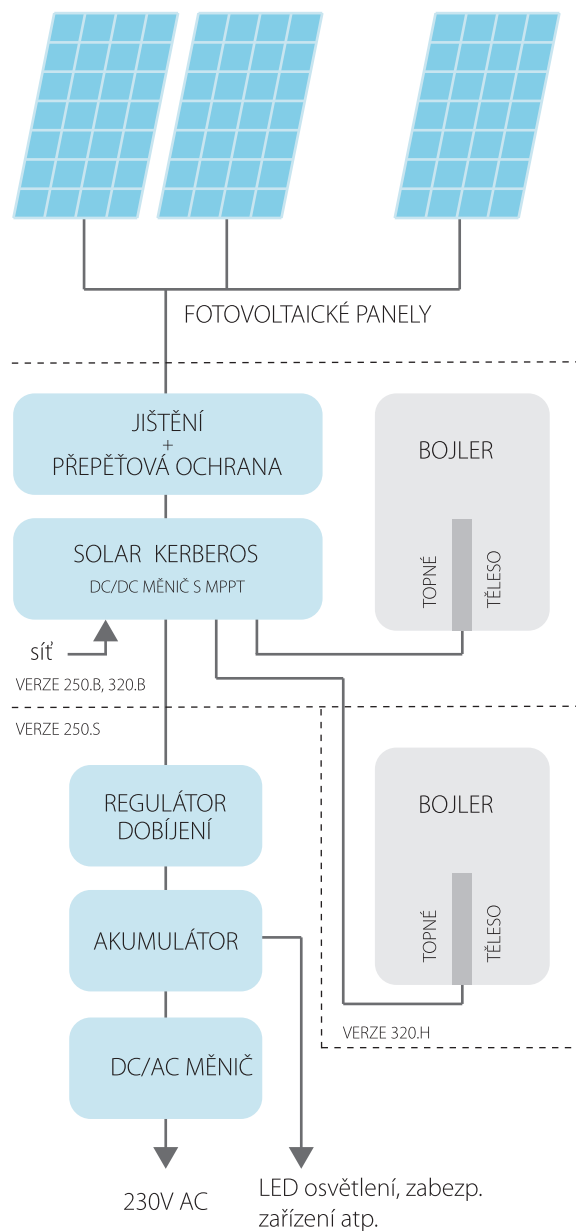 FOTOVOLTAICKÉ PANELY
JIŠTĚNÍ
+
PŘEPĚŤOVÁ OCHRANA
BOJLER
TOPNÉ
TĚLESO
SOLAR KERBEROS
DC/DC MĚNIČ S MPPT
síť
VERZE 250.B, 320.B
VERZE 250.S
REGULÁTOR
DOBÍJENÍ
BOJLER
TOPNÉ
TĚLESO
AKUMULÁTOR
VERZE 320.H
DC/AC MĚNIČ
230V AC
LED osvětlení, zabezp.
zařízení atp.